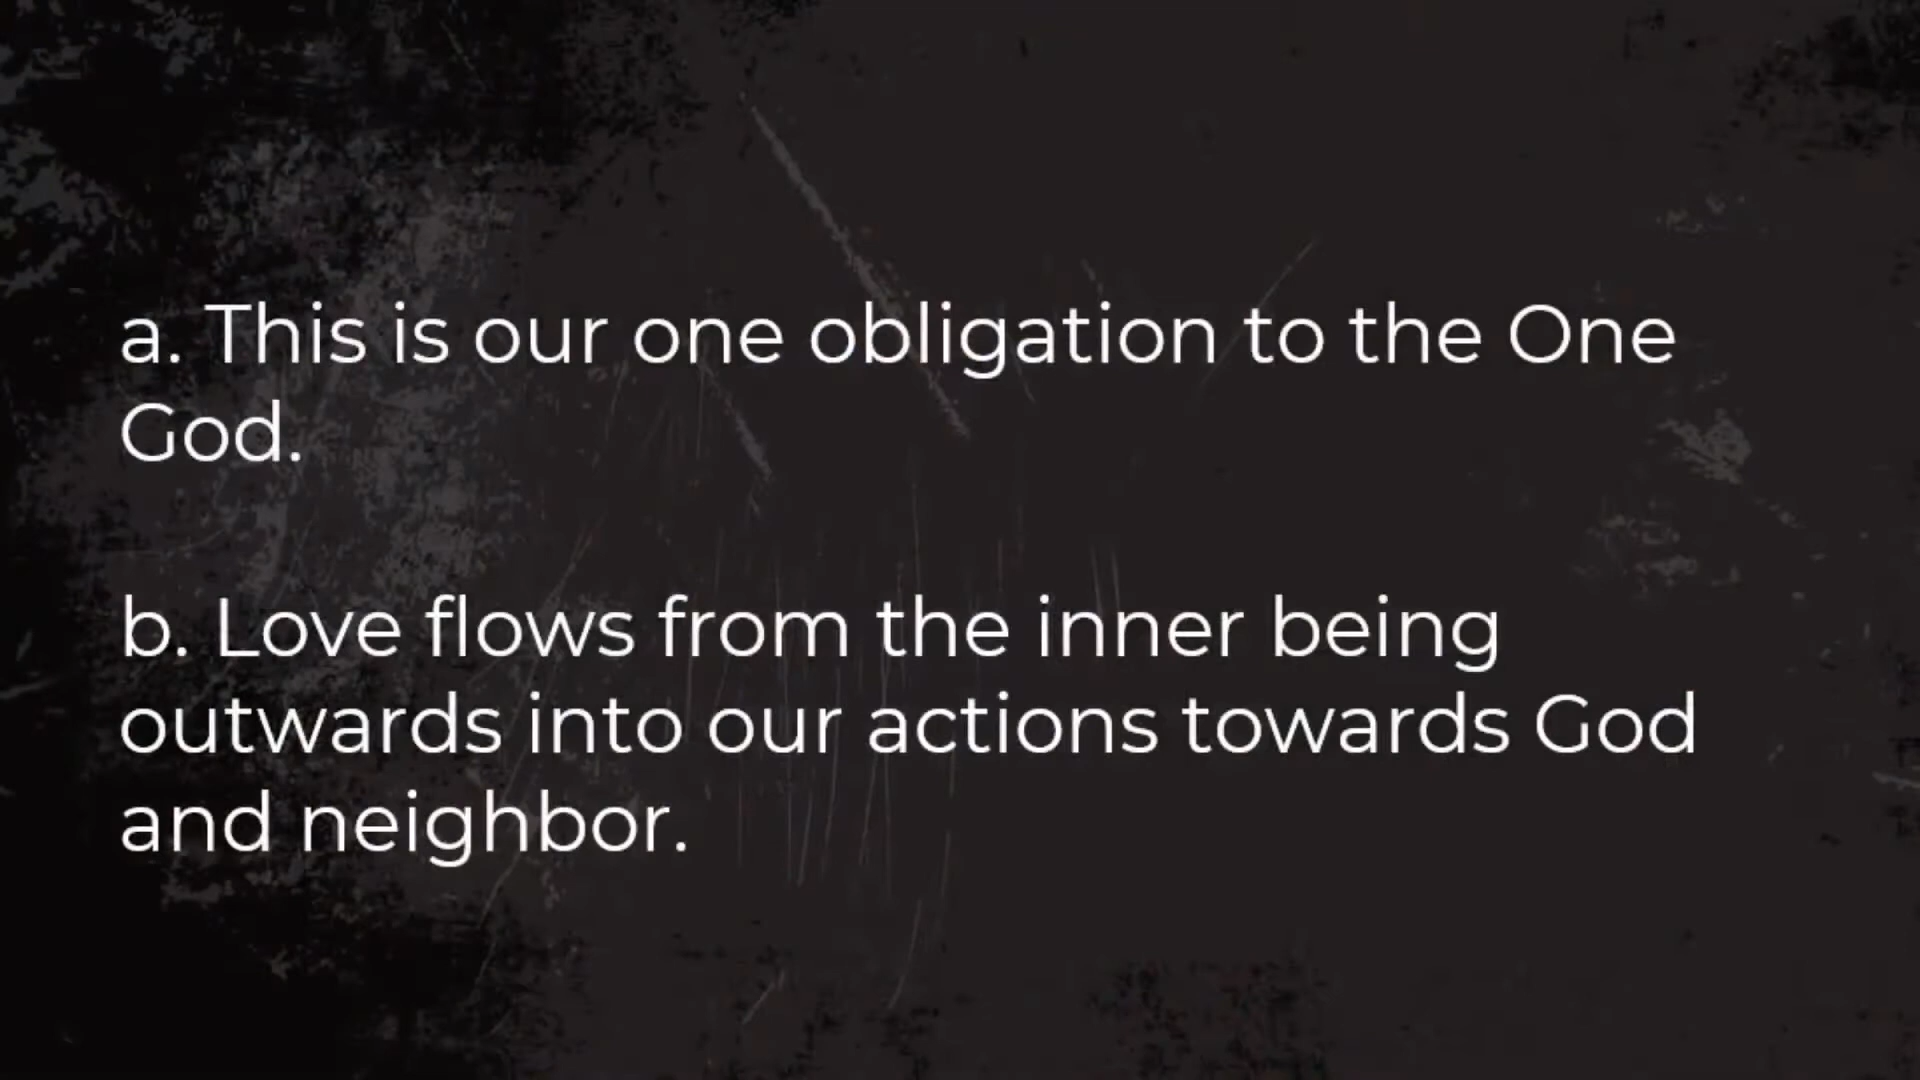 a. This is our one obligation to the One
God.
b. Love flows from the inner being
outwards into our actions towards God
and neighbor.